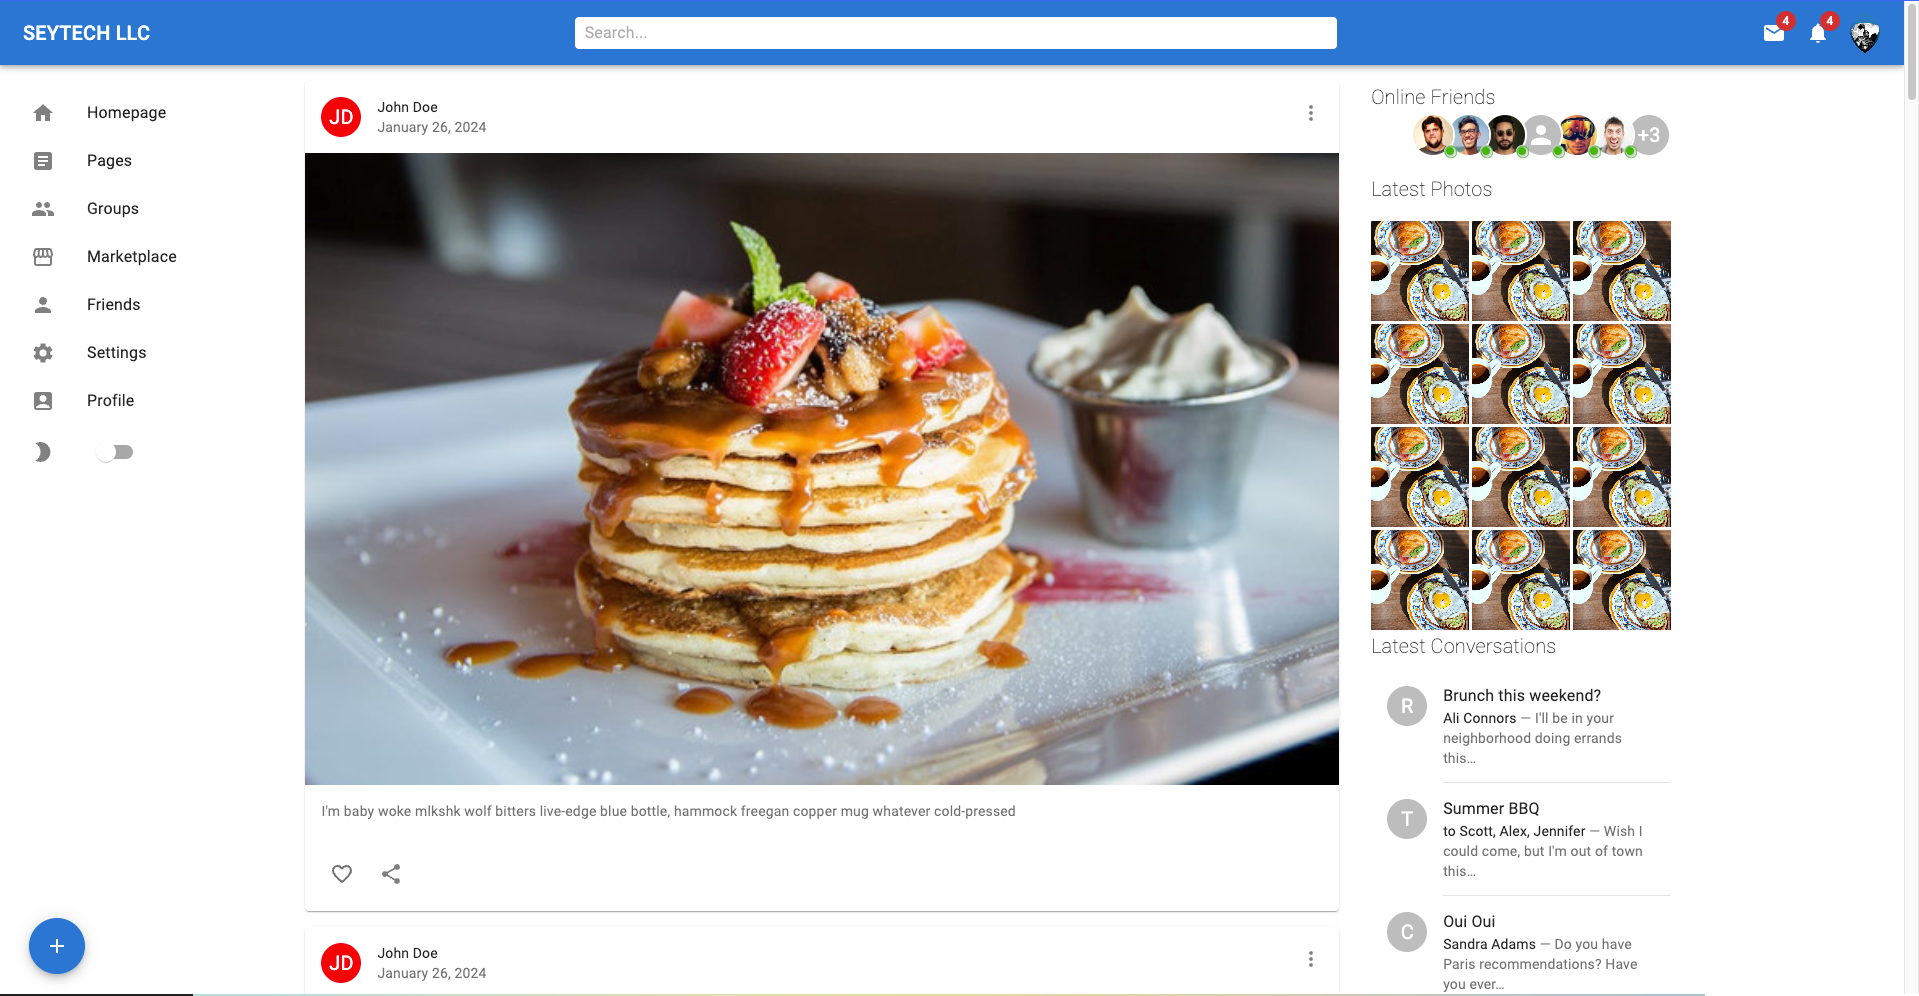 SEYTECH LLC
Search...
4
4
Homepage
Pages
Groups
Marketplace
Friends
Settings
Profile
JD
John Doe
January 26, 2024
I'm baby woke mlkshk wolf bitters live-edge blue bottle, hammock freegan copper mug whatever cold-pressed
JD
John Doe
January 26, 2024
Online Friends
+3
Latest Photos
Latest Conversations
R
Brunch this weekend?
Ali Connors — I'll be in your
neighborhood doing errands
this…
T
Summer BBQ
to Scott, Alex, Jennifer — Wish I
could come, but I'm out of town
this…
C
Oui Oui
Sandra Adams — Do you have
Paris recommendations? Have
you ever…